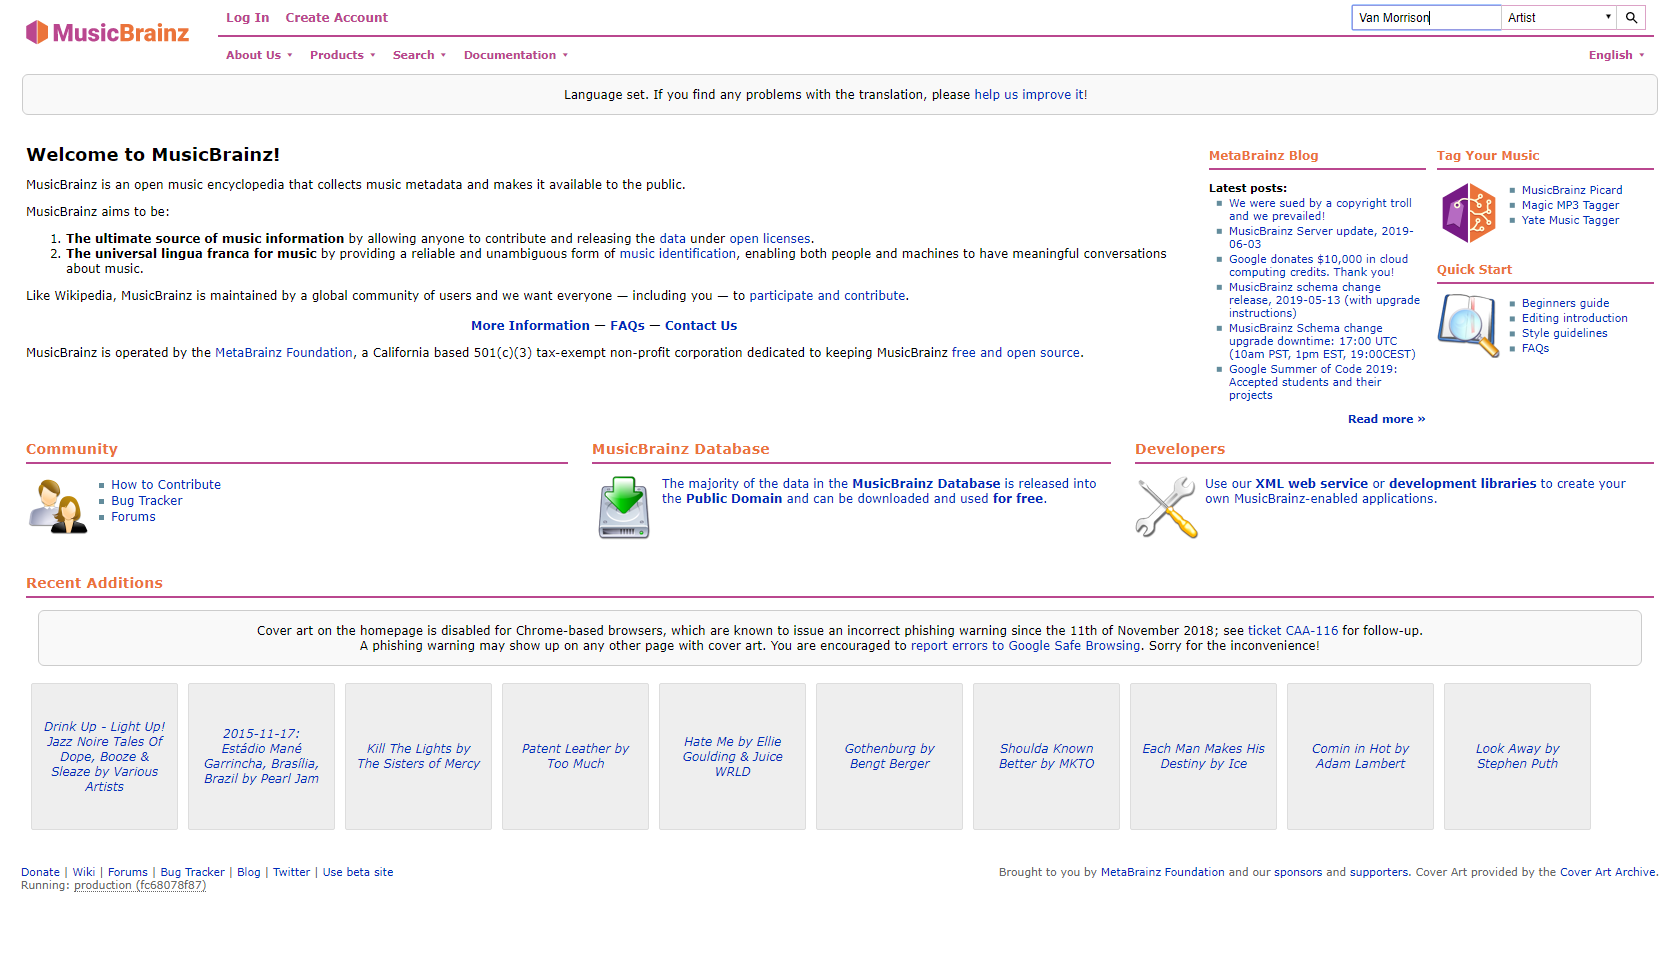 MusicBrainz
Log In Create Account
Van Morrison Artist
About Us Products Search Documentation English
Language set. If you find any problems with the translation, please help us improve it!
Welcome to MusicBrainz!
MusicBrainz is an open music encyclopedia that collects music metadata and makes it available to the public.
MusicBrainz aims to be:
1. The ultimate source of music information by allowing anyone to contribute and releasing the data under open licenses.
2. The universal lingua franca for music by providing a reliable and unambiguous form of music identification, enabling both people and machines to have meaningful conversations
about music.
Like Wikipedia, MusicBrainz is maintained by a global community of users and we want everyone — including you — to participate and contribute.
More Information — FAQs — Contact Us
MusicBrainz is operated by the MetaBrainz Foundation, a California based 501(c)(3) tax-exempt non-profit corporation dedicated to keeping MusicBrainz free and open source.
MetaBrainz Blog
Latest posts:
We were sued by a copyright troll
and we prevailed!
MusicBrainz Server update, 2019-
06-03
Google donates $10,000 in cloud
computing credits. Thank you!
MusicBrainz schema change
release, 2019-05-13 (with upgrade
instructions)
MusicBrainz Schema change
upgrade downtime: 17:00 UTC
(10am PST, 1pm EST, 19:00CEST)
Google Summer of Code 2019:
Accepted students and their
projects
Read more »
Tag Your Music
MusicBrainz Picard
Magic MP3 Tagger
Yate Music Tagger
Quick Start
Beginners guide
Editing introduction
Style guidelines
FAQs
Community
How to Contribute
Bug Tracker
Forums
MusicBrainz Database
The majority of the data in the MusicBrainz Database is released into
the Public Domain and can be downloaded and used for free.
Developers
Use our XML web service or development libraries to create your
own MusicBrainz-enabled applications.
Recent Additions
Cover art on the homepage is disabled for Chrome-based browsers, which are known to issue an incorrect phishing warning since the 11th of November 2018; see ticket CAA-116 for follow-up.
A phishing warning may show up on any other page with cover art. You are encouraged to report errors to Google Safe Browsing. Sorry for the inconvenience!
Drink Up - Light Up!
Jazz Noire Tales Of
Dope, Booze &
Sleaze by Various
Artists
2015-11-17:
Estádio Mané
Garrincha, Brasília,
Brazil by Pearl Jam
Kill The Lights by
The Sisters of Mercy
Patent Leather by
Too Much
Hate Me by Ellie
Goulding & Juice
WRLD
Gothenburg by
Bengt Berger
Shoulda Known
Better by MKTO
Each Man Makes His
Destiny by Ice
Comin in Hot by
Adam Lambert
Look Away by
Stephen Puth
Donate | Wiki | Forums | Bug Tracker | Blog | Twitter | Use beta site
Running: production (fc68078f87)
Brought to you by MetaBrainz Foundation and our sponsors and supporters. Cover Art provided by the Cover Art Archive.